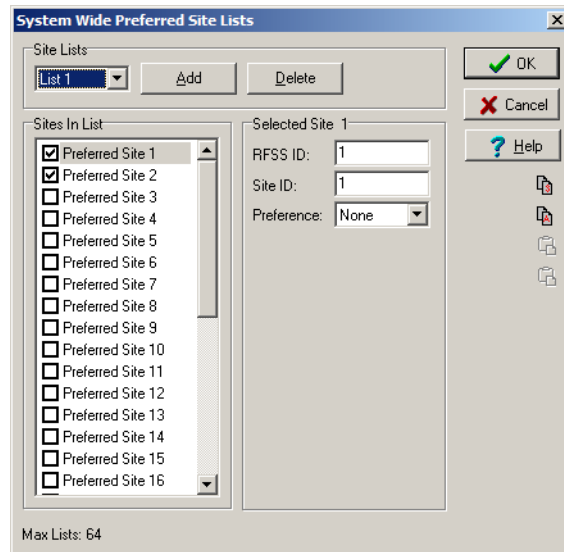 System Wide Preferred Site Lists
Site Lists
List 1
Add
Delete
OK
Cancel
Help
Sites In List
Preferred Site 1
Preferred Site 2
Preferred Site 3
Preferred Site 4
Preferred Site 5
Preferred Site 6
Preferred Site 7
Preferred Site 8
Preferred Site 9
Preferred Site 10
Preferred Site 11
Preferred Site 12
Preferred Site 13
Preferred Site 14
Preferred Site 15
Preferred Site 16
Selected Site 1
RFSS ID: 1
Site ID: 1
Preference: None
Max Lists: 64